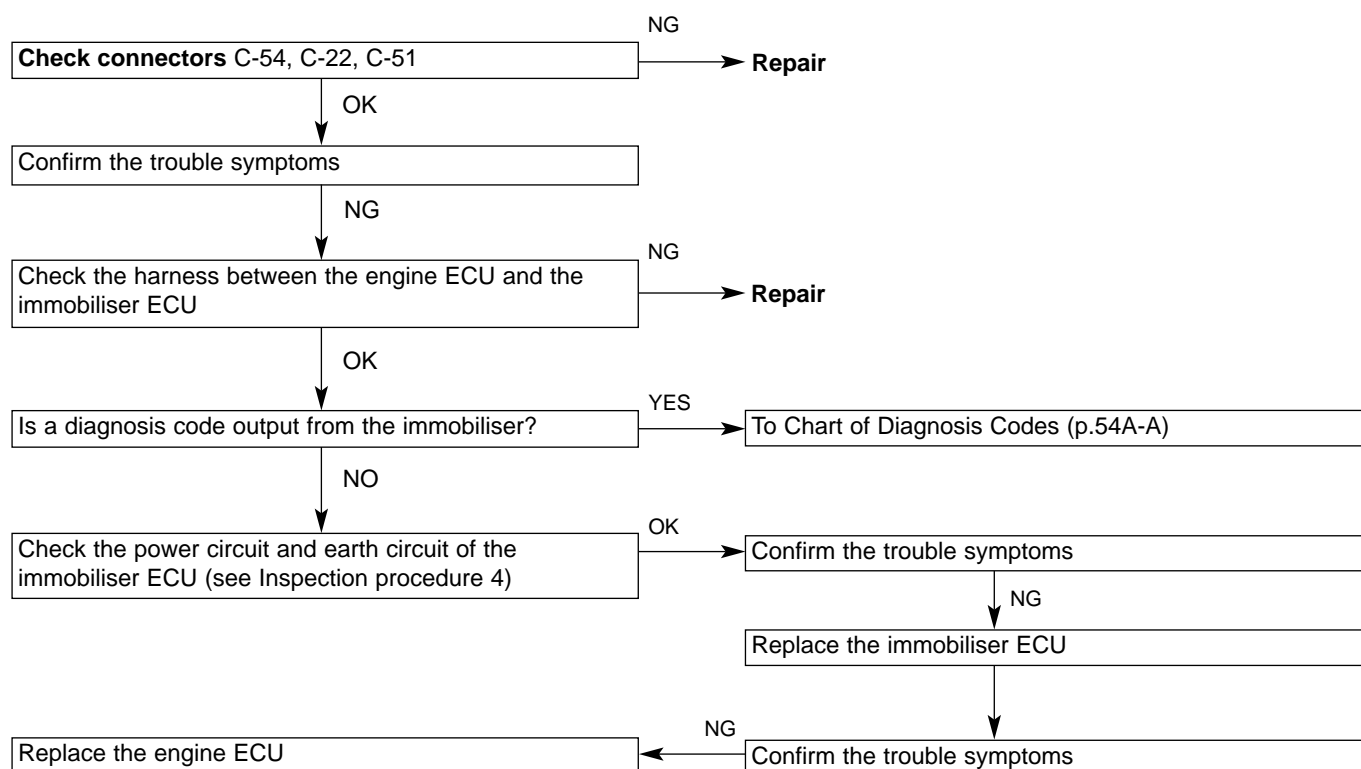 NG
Check connectors C-54, C-22, C-51
Repair
OK
Confirm the trouble symptoms
NG
NG
Check the harness between the engine ECU and the
immobiliser ECU
Repair
OK
YES
Is a diagnosis code output from the immobiliser?
To Chart of Diagnosis Codes (p.54A-A)
NO
OK
Check the power circuit and earth circuit of the
immobiliser ECU (see Inspection procedure 4)
Confirm the trouble symptoms
NG
Replace the immobiliser ECU
NG
Replace the engine ECU
Confirm the trouble symptoms